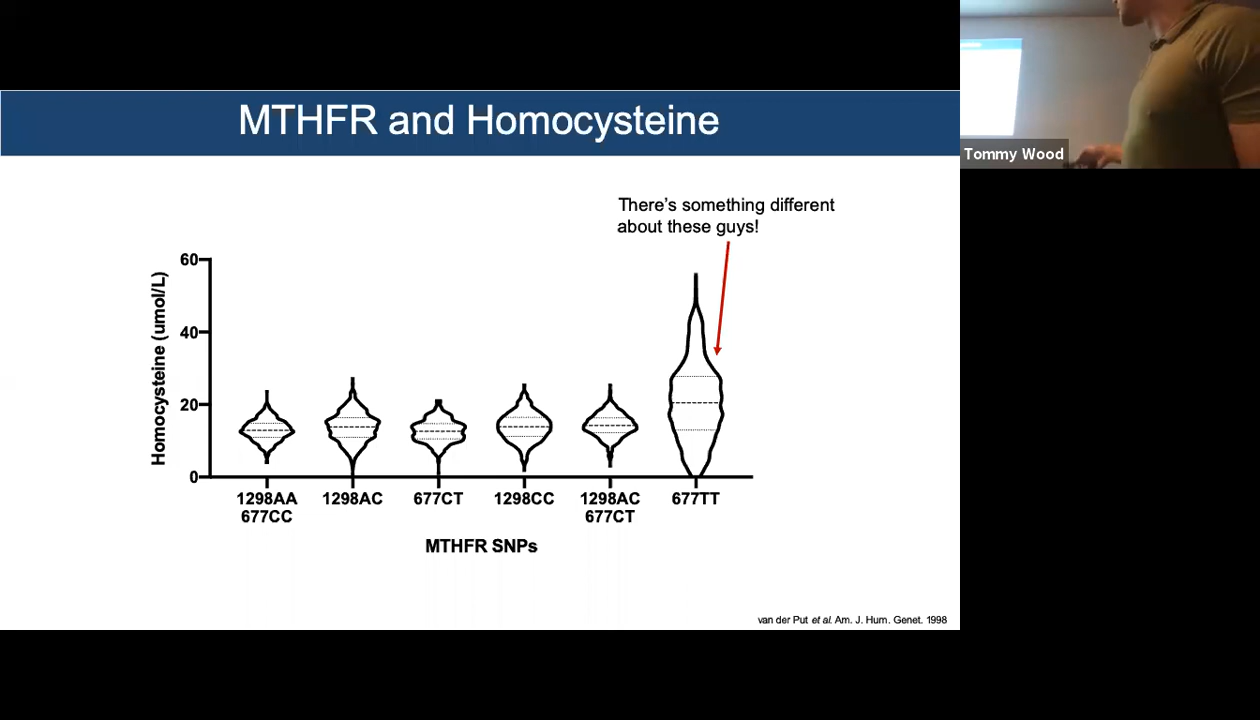 MTHFR and Homocysteine
Tommy Wood
There's something different
about these guys!
Homocysteine (umol/L)
60
40
20
0
1298AA
677CC
1298AC
677CT
1298CC
1298AC
677CT
677TT
MTHFR SNPs
van der Put et al. Am. J. Hum. Genet. 1998